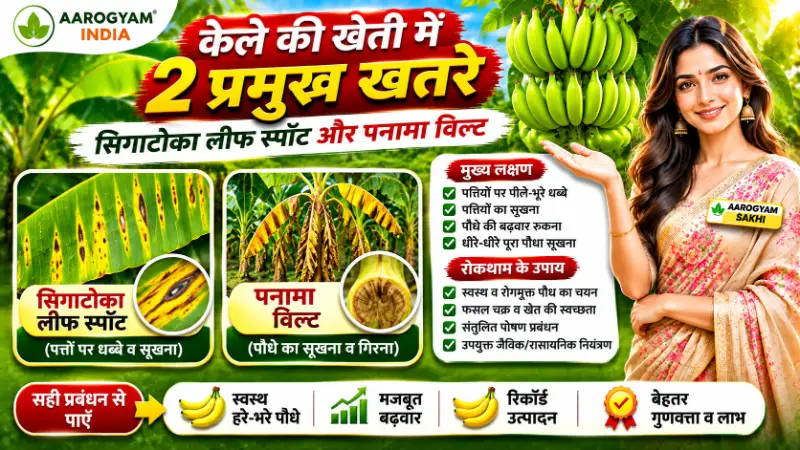 AAROGYAM®
INDIA
केले की खेती में
2 प्रमुख खतरे
सिगाटोका लीफ स्पॉट और पनामा विल्ट
सिगाटोका
लीफ स्पॉट
(पत्तों पर धब्बे व सूखना)
पनामा
विल्ट
(पौधे का सूखना व गिरना)
मुख्य लक्षण
पत्तियों पर पीले-भूरे धब्बे
पत्तियों का सूखना
पौधे की बढ़वार रुकना
धीरे-धीरे पूरा पौधा सूखना
रोकथाम के उपाय
स्वस्थ व रोगमुक्त पौध का चयन
फसल चक्र व खेत की स्वच्छता
संतुलित पोषण प्रबंधन
उपयुक्त जैविक/रासायनिक नियंत्रण
AAROGYAM
SAKHI
सही प्रबंधन से
पाएँ
स्वस्थ
हरे-भरे पौधे
मजबूत
बढ़वार
रिकॉर्ड
उत्पादन
बेहतर
गुणवत्ता व लाभ